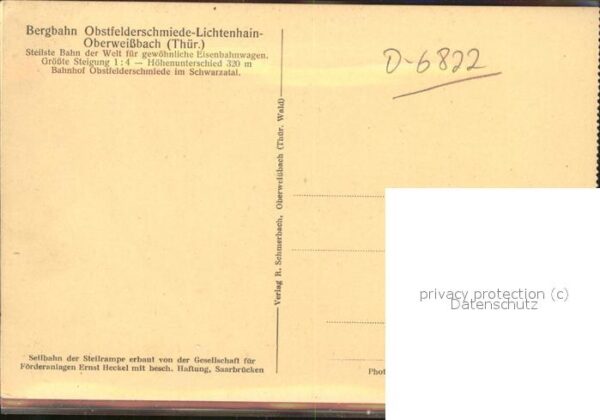 Bergbahn Obstfelderschmiede-Lichtenhain-
Oberweißbach (Thür.)
Steilste Bahn der Welt für gewöhnliche Eisenbahnwagen.
Größte Steigung 1:4 — Höhenunterschied 320 m
Bahnhof Obstfelderschmiede im Schwarzatal.
D-6822
Verlag R. Schmerbach, Oberweißbach (Thür. Wald)
privacy protection (c)
Datenschutz
Seilbahn der Steilrampe erbaut von der Gesellschaft für
Förderanlagen Ernst Heckel mit besch. Haftung, Saarbrücken
Phot